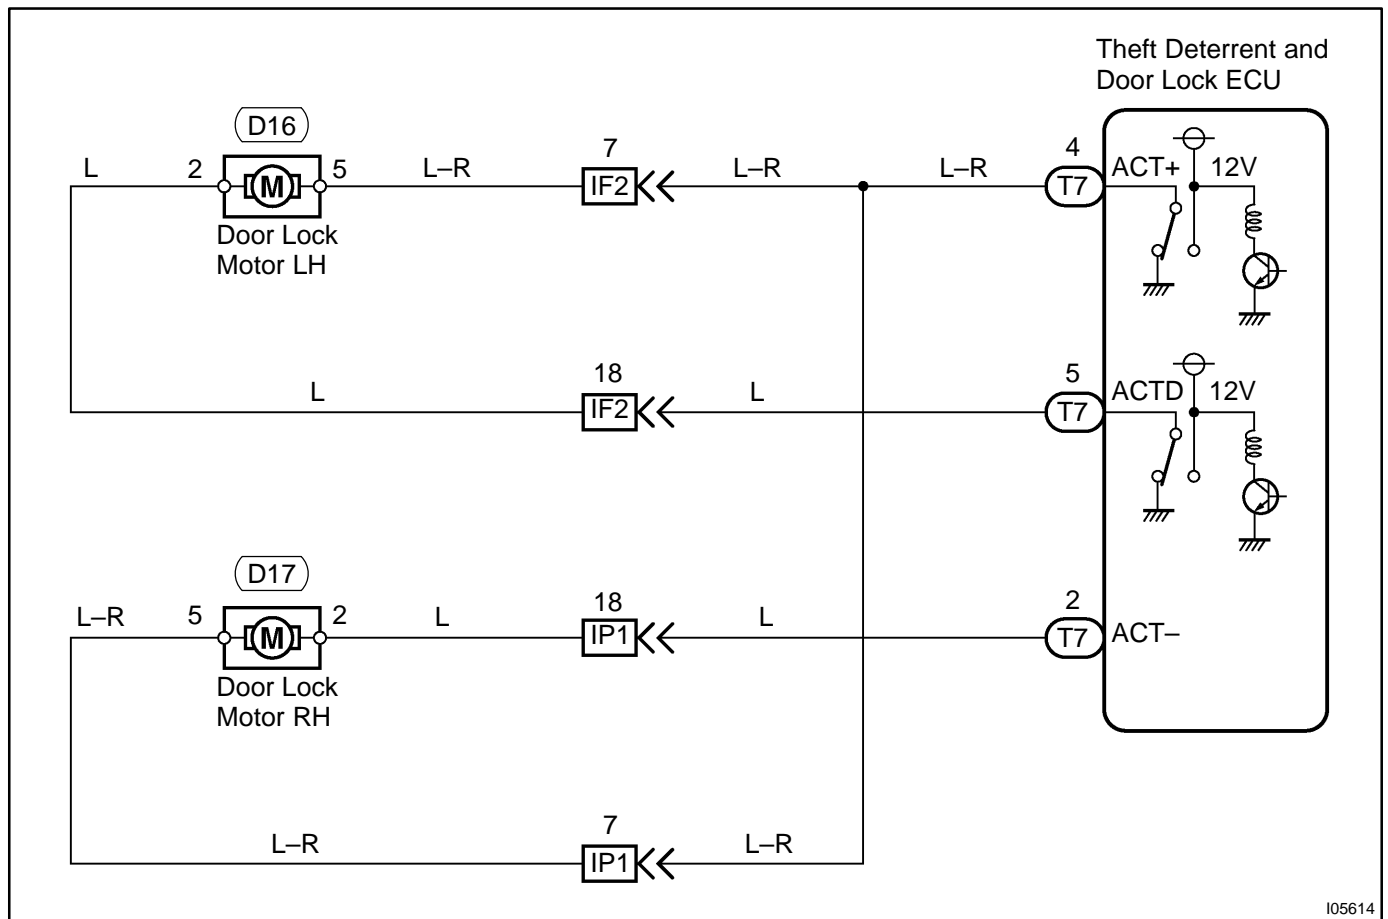 Theft Deterrent and
Door Lock ECU
D16
L
2
M
5
L–R
7
IF2
L–R
L–R
4
T7
ACT+
12V
Door Lock
Motor LH
L
18
IF2
L
5
T7
ACTD
12V
D17
L–R
5
M
2
L
18
IP1
L
2
T7
ACT–
Door Lock
Motor RH
L–R
7
IP1
L–R
I05614